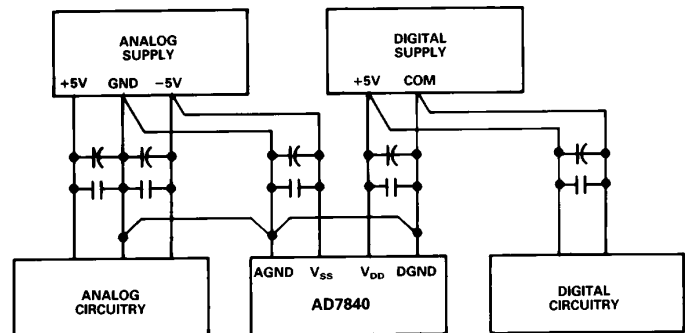 ANALOG
SUPPLY
+5V GND –5V
DIGITAL
SUPPLY
+5V COM
AGND VSS VDD DGND
AD7840
ANALOG
CIRCUITRY
DIGITAL
CIRCUITRY